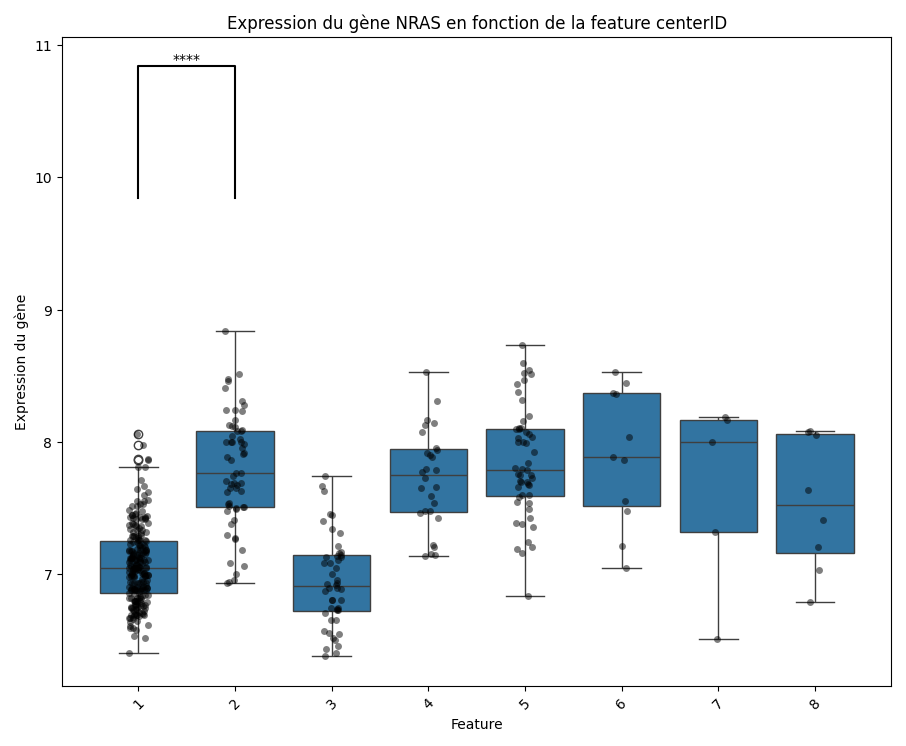 Expression du gène NRAS en fonction de la feature centerID
11
****
10
9
8
7
Expression du gène
1 2 3 4 5 6 7 8
Feature